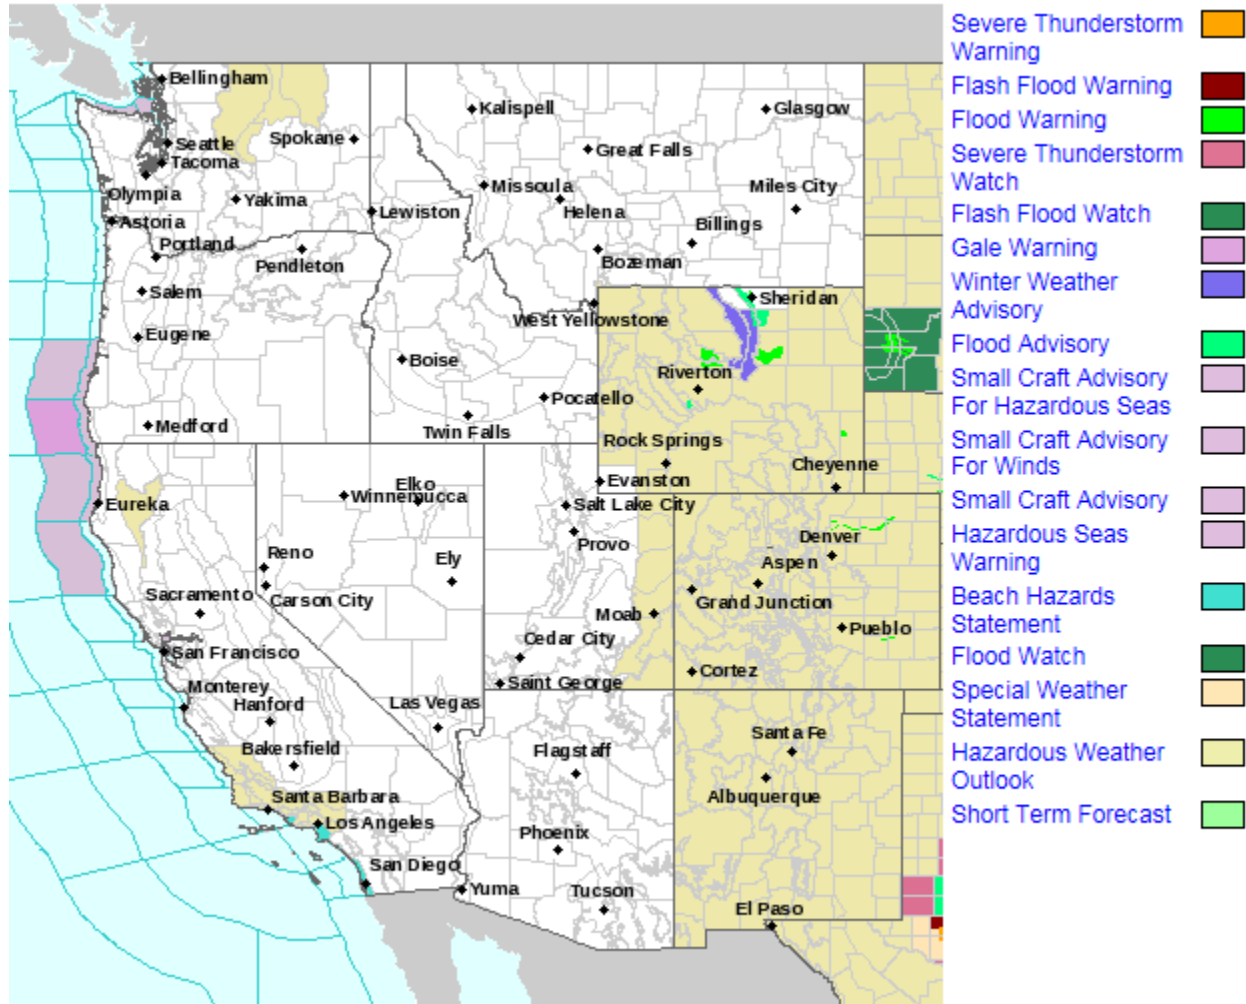 Bellingham
Kalispell
Glasgow
Seattle
Spokane
Great Falls
Tacoma
Olympia
Yakima
Missoula
Miles City
Astoria
Lewiston
Helena
Billings
Portland
Pendleton
Bozeman
Salem
Sheridan
West Yellowstone
Eugene
Boise
Riverton
Pocatello
Medford
Twin Falls
Rock Springs
Cheyenne
Elko
Winnemucca
Evanston
Eureka
Salt Lake City
Provo
Denver
Reno
Ely
Aspen
Sacramento
Carson City
Grand Junction
Moab
Pueblo
San Francisco
Cedar City
Cortez
Saint George
Monterey
Hanford
Las Vegas
Santa Fe
Bakersfield
Flagstaff
Albuquerque
Santa Barbara
Los Angeles
Phoenix
San Diego
Yuma
Tucson
El Paso
Severe Thunderstorm
Warning
Flash Flood Warning
Flood Warning
Severe Thunderstorm
Watch
Flash Flood Watch
Gale Warning
Winter Weather
Advisory
Flood Advisory
Small Craft Advisory
For Hazardous Seas
Small Craft Advisory
For Winds
Small Craft Advisory
Hazardous Seas
Warning
Beach Hazards
Statement
Flood Watch
Special Weather
Statement
Hazardous Weather
Outlook
Short Term Forecast